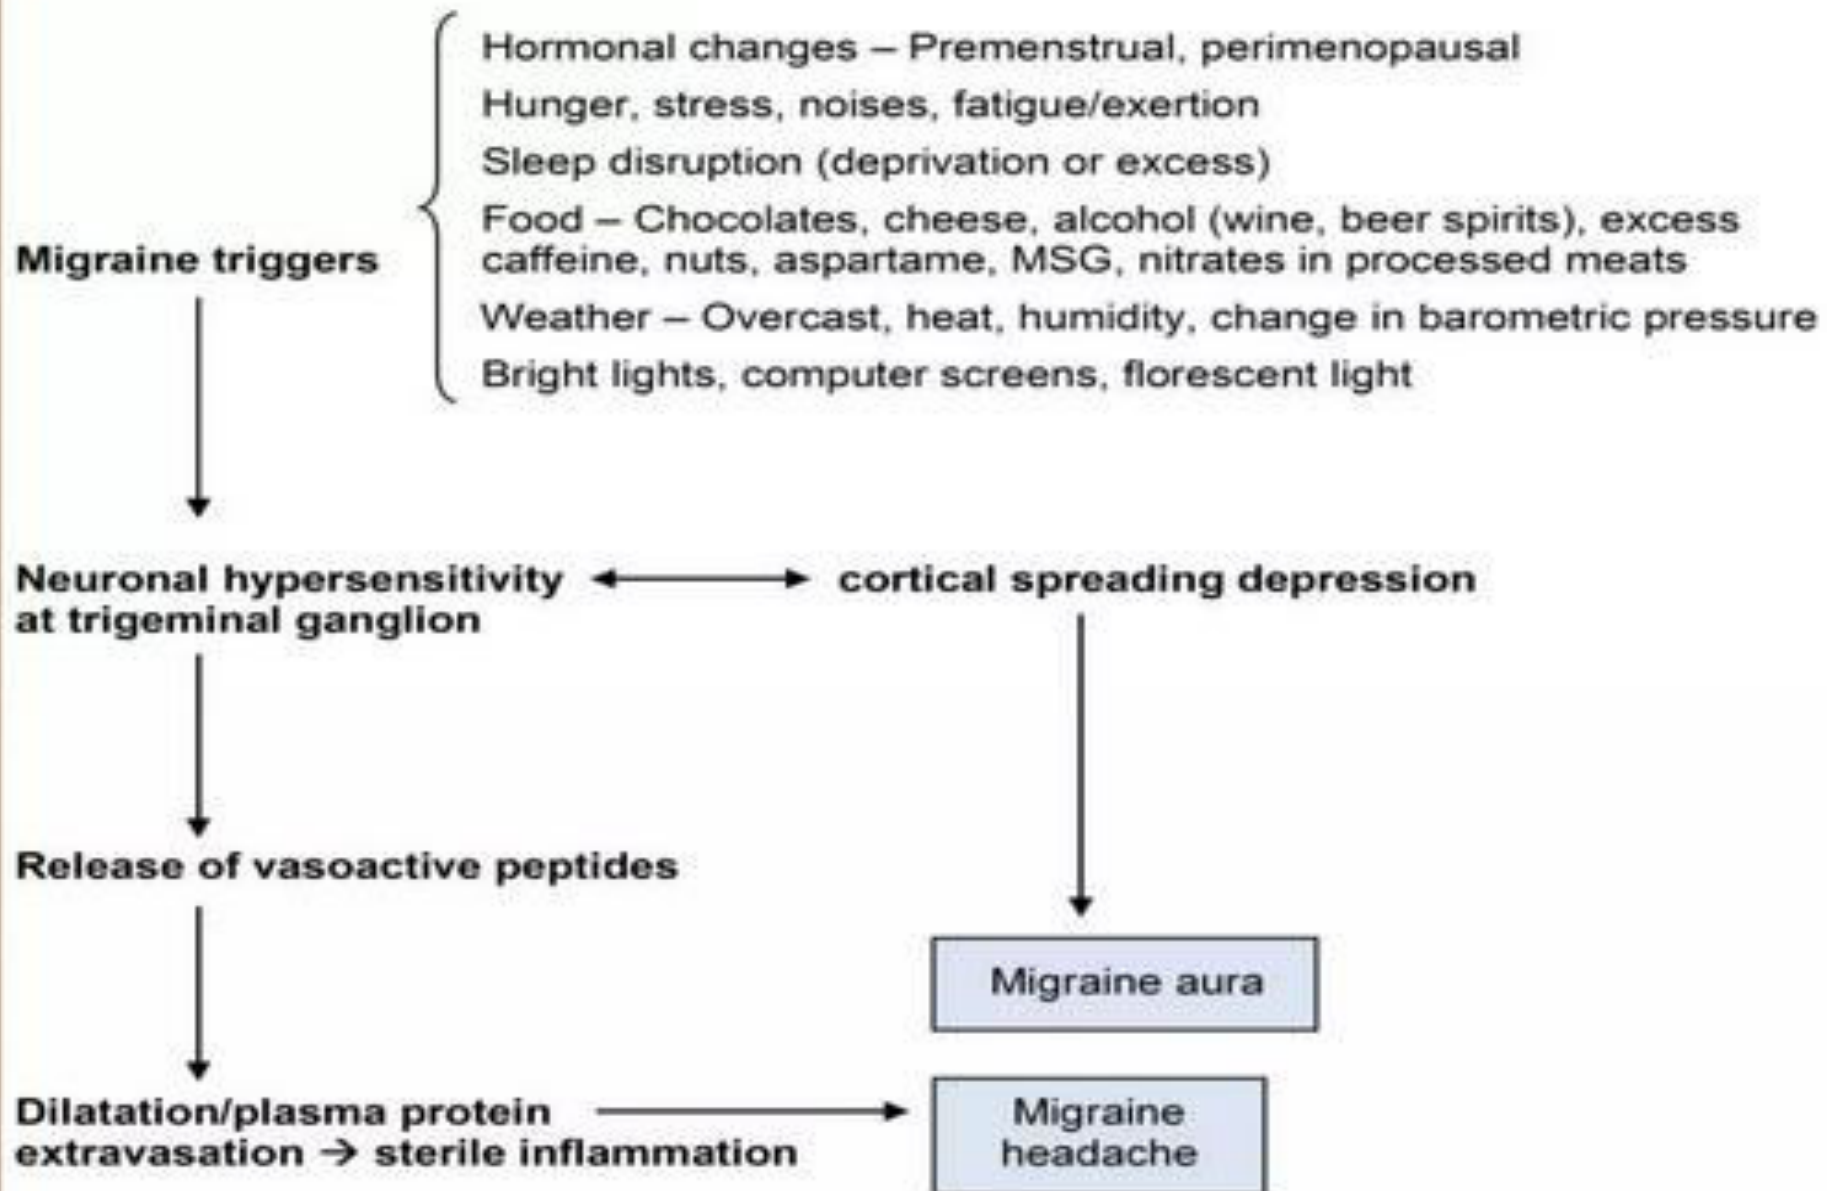 Hormonal changes – Premenstrual, perimenopausal
Hunger, stress, noises, fatigue/exertion
Sleep disruption (deprivation or excess)
Food – Chocolates, cheese, alcohol (wine, beer spirits), excess
caffeine, nuts, aspartame, MSG, nitrates in processed meats
Weather – Overcast, heat, humidity, change in barometric pressure
Bright lights, computer screens, florescent light
Migraine triggers
Neuronal hypersensitivity
at trigeminal ganglion
cortical spreading depression
Release of vasoactive peptides
Migraine aura
Dilatation/plasma protein
extravasation → sterile inflammation
Migraine
headache